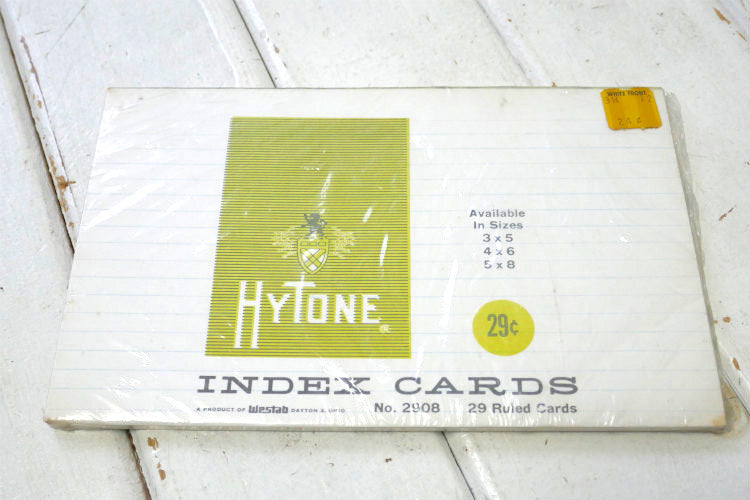 WHITE FRONT
Available
In Sizes
3 x 5
4 x 6
5 x 8
HYTONE
29¢
INDEX CARDS
A PRODUCT OF Westab DAYTON 2, OHIO No. 2908 29 Ruled Cards